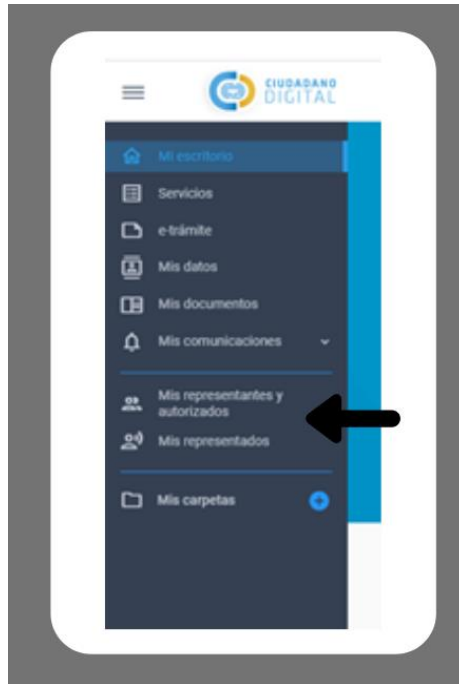 CIUDADANO
DIGITAL
Mi escritorio
Servicios
e-trámite
Mis datos
Mis documentos
Mis comunicaciones
Mis representantes y
autorizados
Mis representados
Mis carpetas